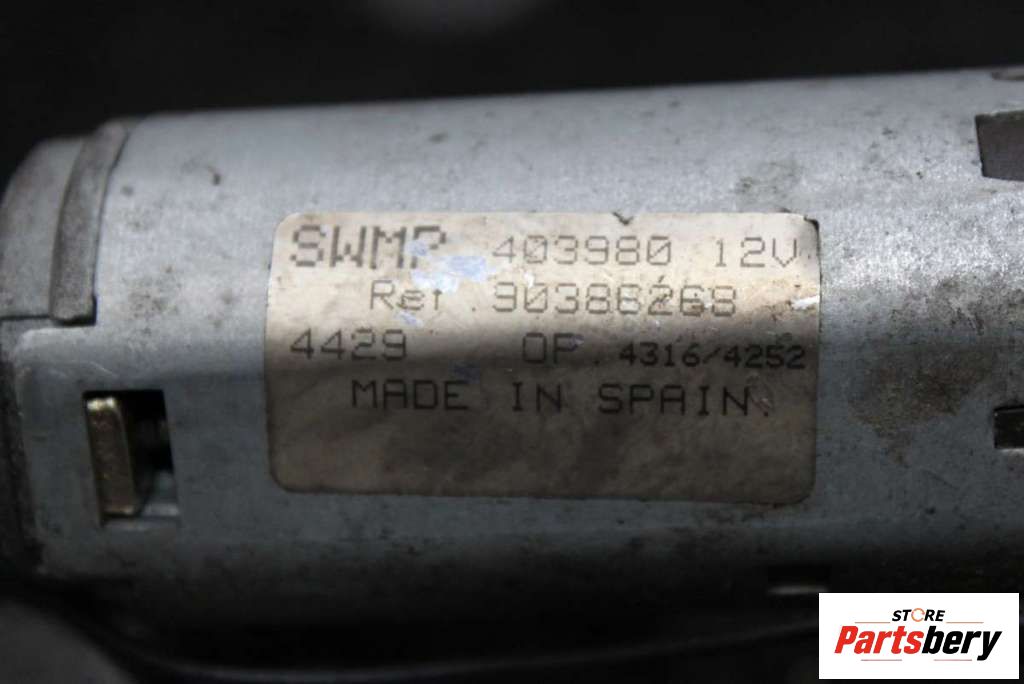 SWMP 403980 12V
Ref. 90386268
4429 OP. 4316/4252
MADE IN SPAIN.
STORE
Partsbery